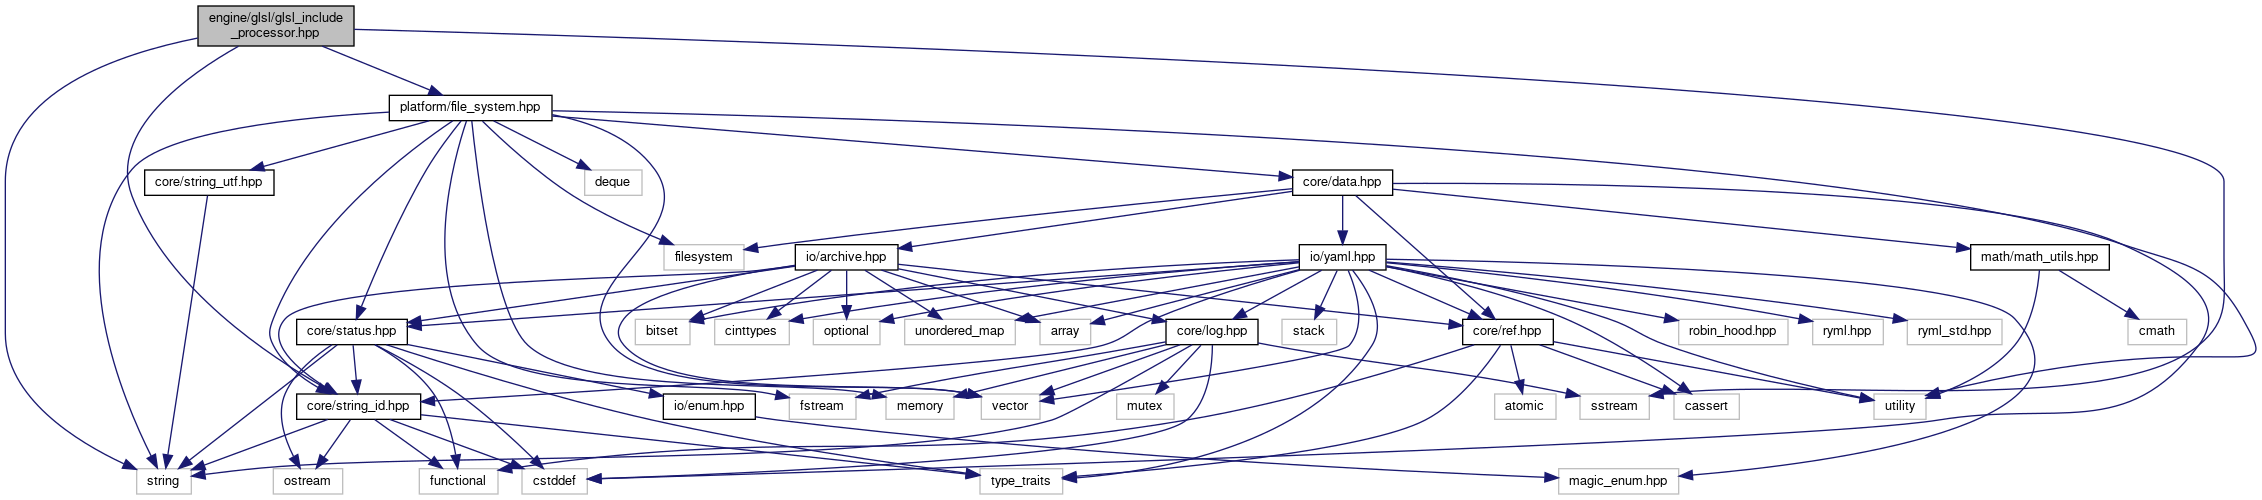 engine/glsl/glsl_include
_processor.hpp
platform/file_system.hpp
core/string_utf.hpp
deque
core/data.hpp
filesystem
io/archive.hpp
io/yaml.hpp
math/math_utils.hpp
core/status.hpp
bitset
cinttypes
optional
unordered_map
array
core/log.hpp
stack
core/ref.hpp
robin_hood.hpp
ryml.hpp
ryml_std.hpp
cmath
core/string_id.hpp
io/enum.hpp
fstream
memory
vector
mutex
atomic
sstream
cassert
utility
string
ostream
functional
cstddef
type_traits
magic_enum.hpp